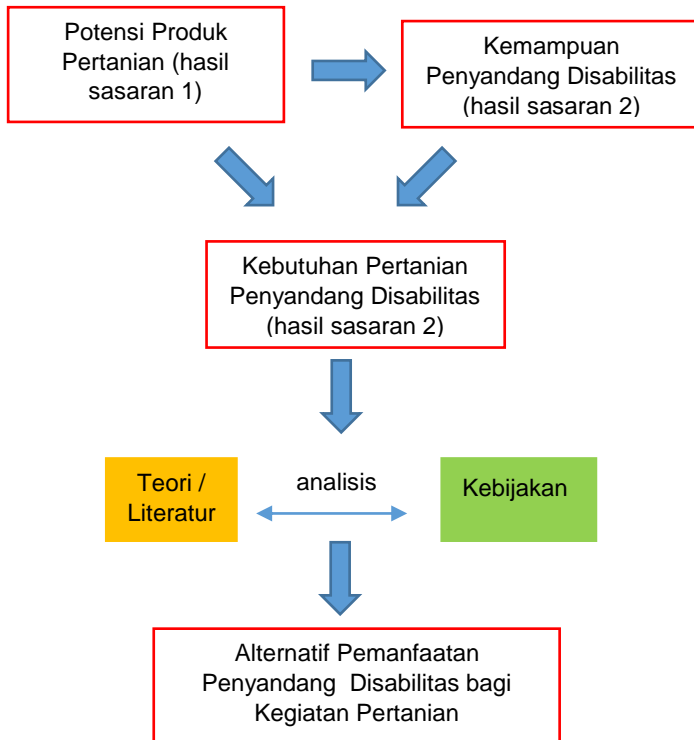 Potensi Produk
Pertanian (hasil
sasaran 1)
Kemampuan
Penyandang Disabilitas
(hasil sasaran 2)
Kebutuhan Pertanian
Penyandang Disabilitas
(hasil sasaran 2)
Teori /
Literatur
analisis
Kebijakan
Alternatif Pemanfaatan
Penyandang Disabilitas bagi
Kegiatan Pertanian